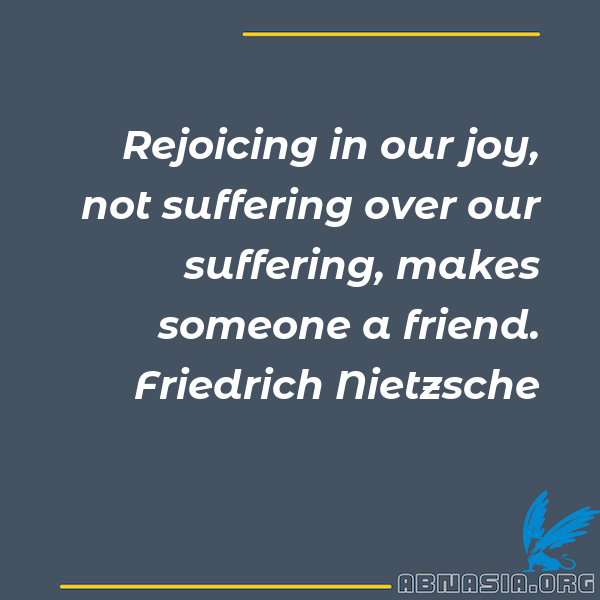 Rejoicing in our joy,
not suffering over our
suffering, makes
someone a friend.
Friedrich Nietzsche
ABNASIA.ORG